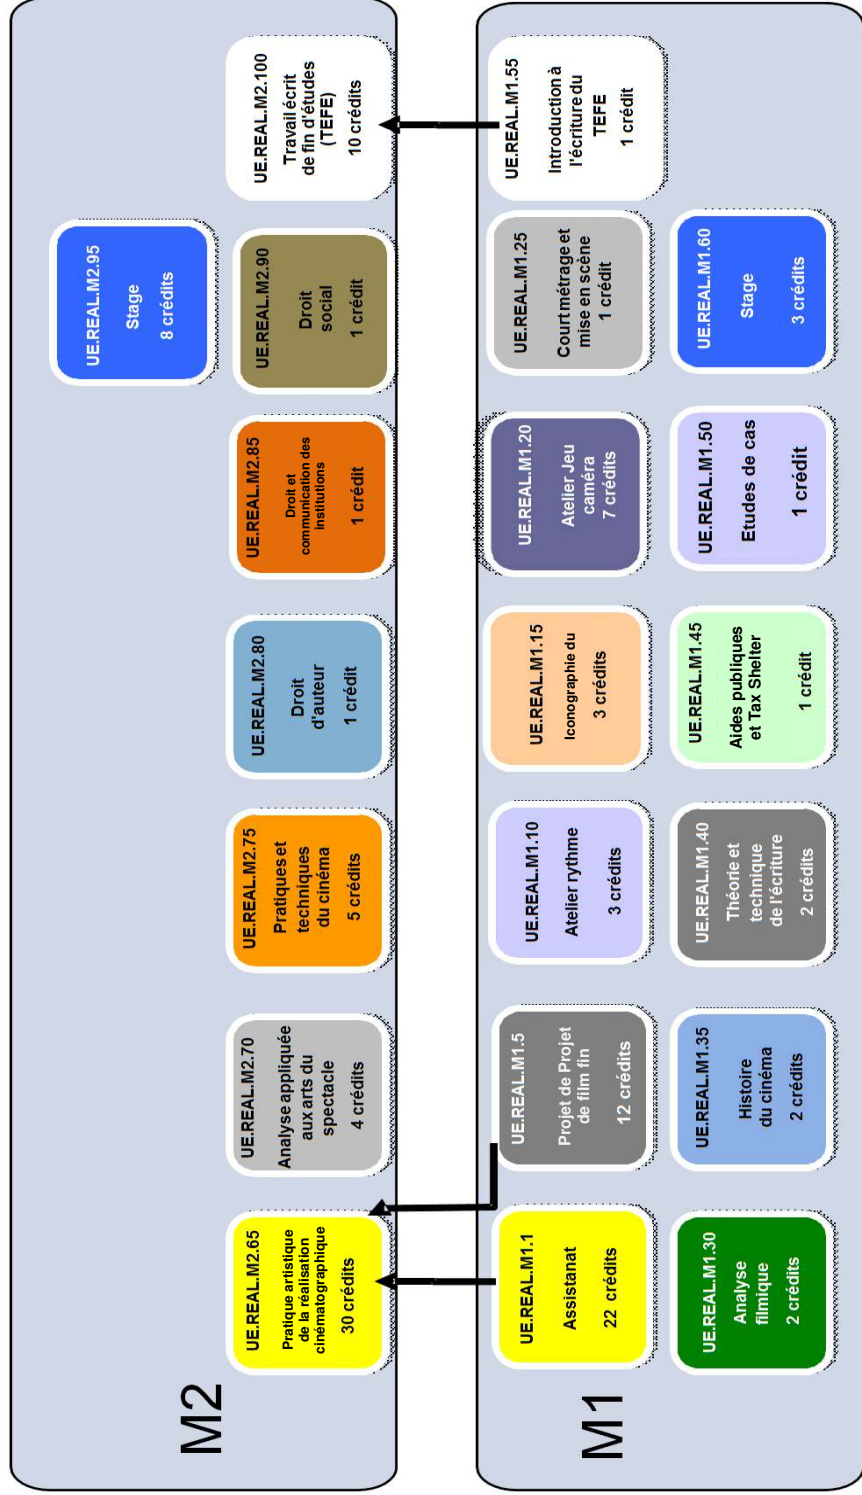 M2
UE.REAL.M2.95
Stage
8 crédits
UE.REAL.M2.65
Pratique artistique
de la réalisation
cinématographique
30 crédits
UE.REAL.M2.70
Analyse appliquée
aux arts du
spectacle
4 crédits
UE.REAL.M2.75
Pratiques et
techniques
du cinéma
5 crédits
UE.REAL.M2.80
Droit
d'auteur
1 crédit
UE.REAL.M2.85
Droit et
communication des
institutions
1 crédit
UE.REAL.M2.90
Droit
social
1 crédit
UE.REAL.M2.100
Travail écrit
de fin d'études
(TEFE)
10 crédits
M1
UE.REAL.M1.1
Assistanat
22 crédits
UE.REAL.M1.5
Projet de Projet
de film fin
12 crédits
UE.REAL.M1.10
Atelier rythme
3 crédits
UE.REAL.M1.15
Iconographie du
3 crédits
UE.REAL.M1.20
Atelier Jeu
caméra
7 crédits
UE.REAL.M1.25
Court métrage et
mise en scène
1 crédit
UE.REAL.M1.55
Introduction à
l'écriture du
TEFE
1 crédit
UE.REAL.M1.30
Analyse
filmique
2 crédits
UE.REAL.M1.35
Histoire
du cinéma
2 crédits
UE.REAL.M1.40
Théorie et
technique
de l'écriture
2 crédits
UE.REAL.M1.45
Aides publiques
et Tax Shelter
1 crédit
UE.REAL.M1.50
Etudes de cas
1 crédit
UE.REAL.M1.60
Stage
3 crédits